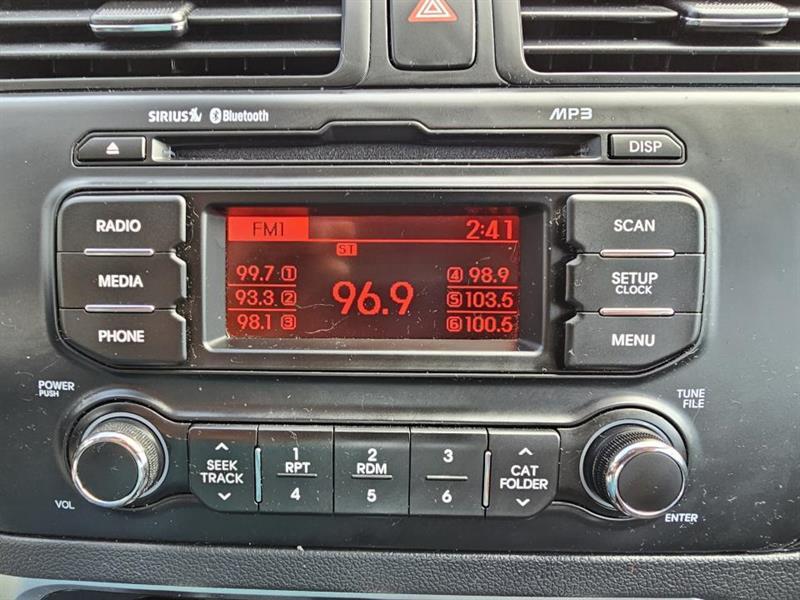 SIRIUS Bluetooth MP3
DISP
RADIO
MEDIA
PHONE
FM1 2:41
ST
99.7 1
93.3 2
98.1 3
96.9
4 98.9
5 103.5
6 100.5
SCAN
SETUP
CLOCK
MENU
POWER
PUSH
VOL
SEEK
TRACK
1
RPT
4
2
RDM
5
3
6
CAT
FOLDER
TUNE
FILE
ENTER